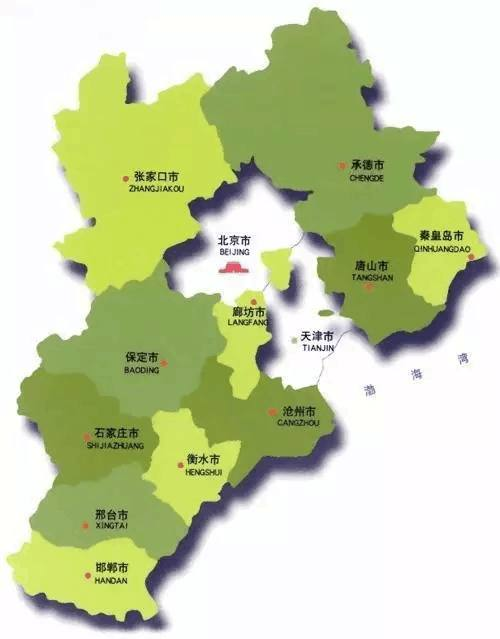 张家口市
ZHANGJIAKOU
承德市
CHENGDE
北京市
BEIJING
秦皇岛市
QINHUANGDAO
唐山市
TANGSHAN
廊坊市
LANGFANG
天津市
TIANJIN
保定市
BAODING
渤海湾
沧州市
CANGZHOU
石家庄市
SHIJIAZHUANG
衡水市
HENGSHUI
邢台市
XINGTAI
邯郸市
HANDAN